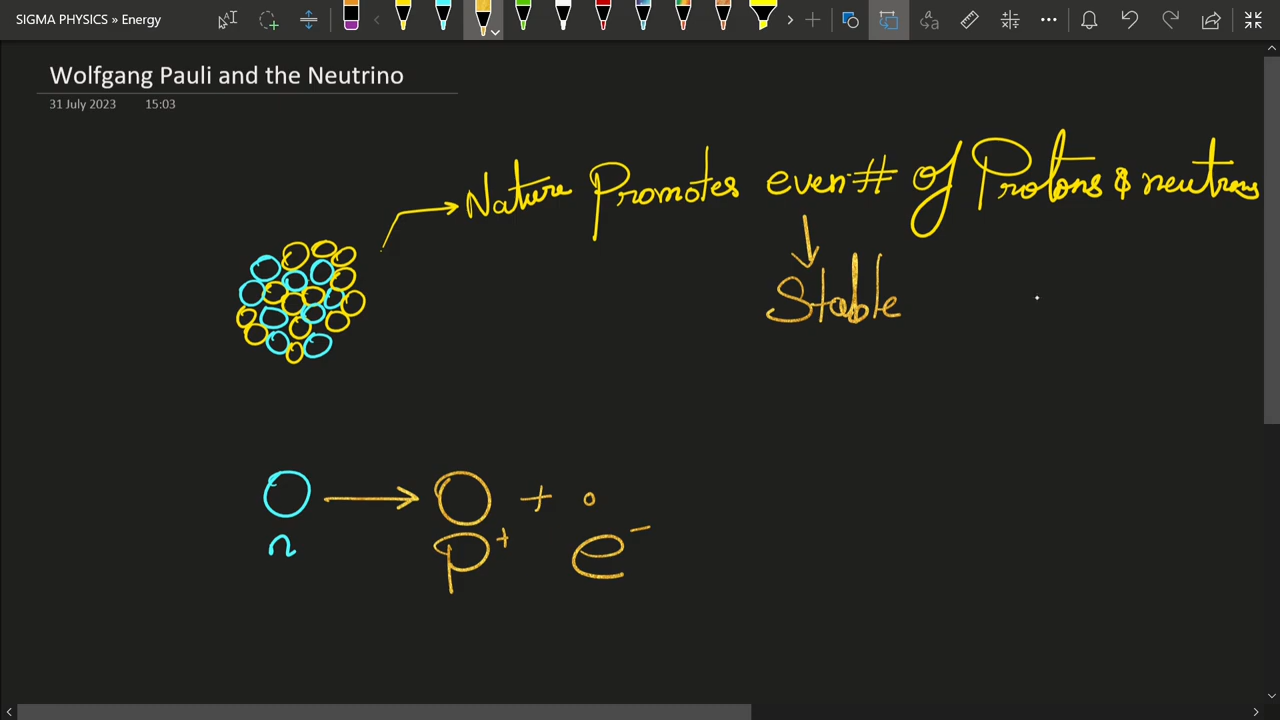 SIGMA PHYSICS » Energy
Wolfgang Pauli and the Neutrino
31 July 2023 15:03
Nature Promotes even # of Protons & neutrons
Stable
+
n p+ e-